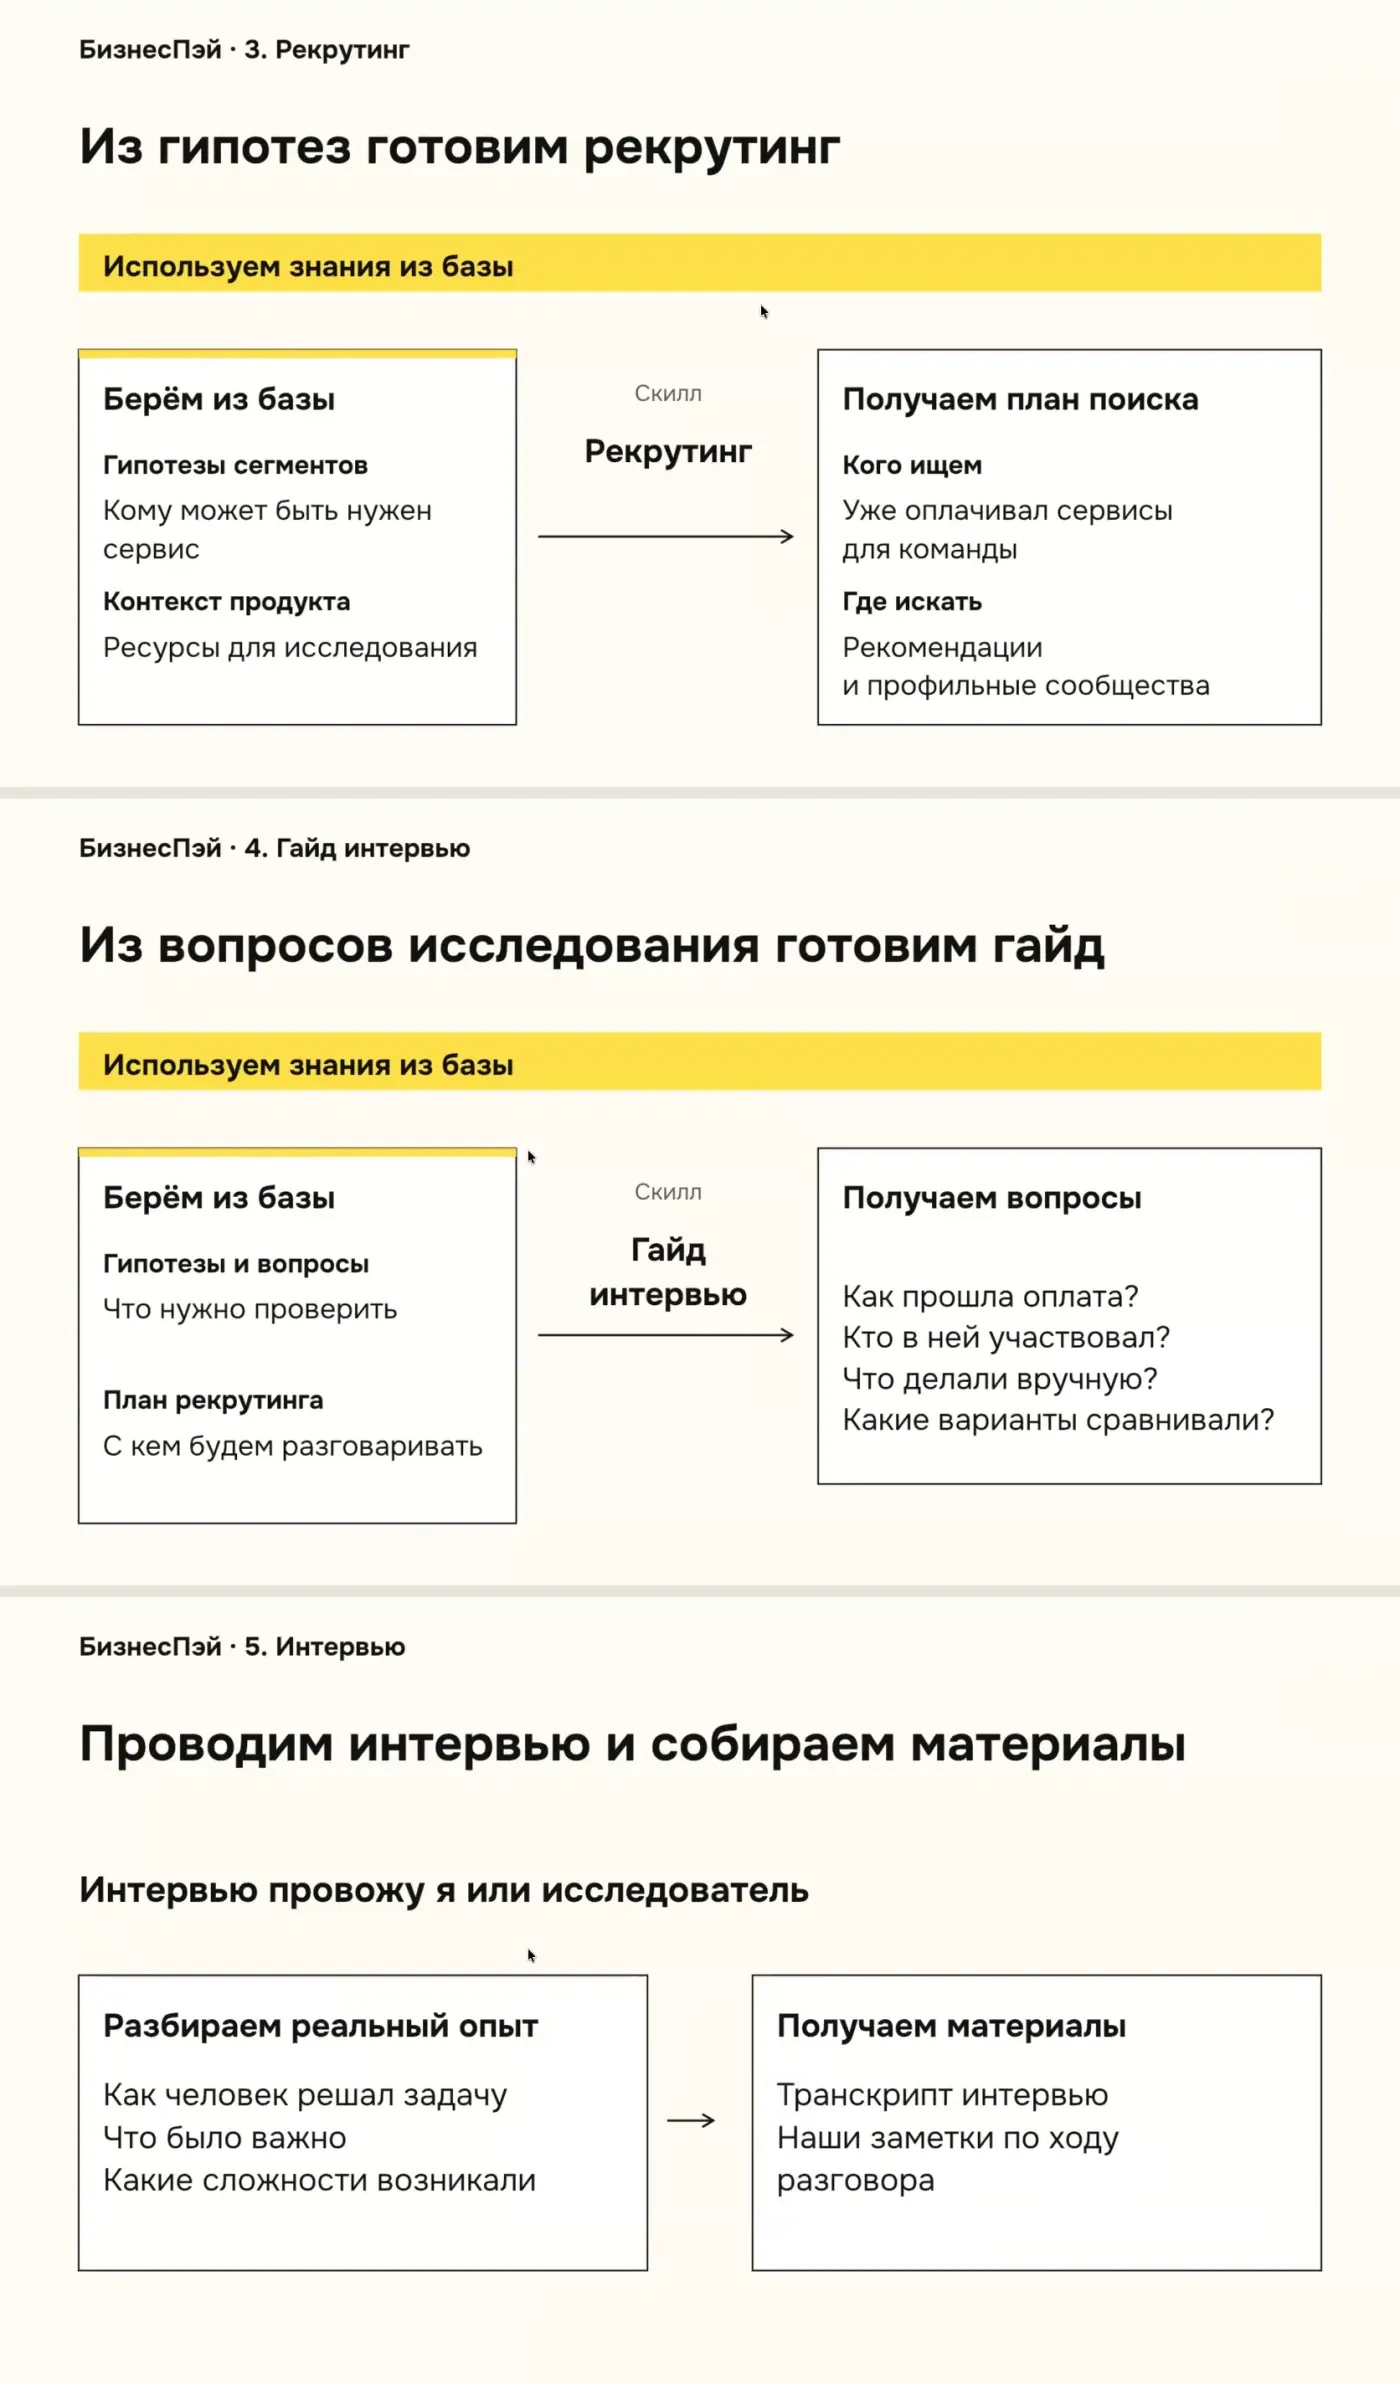 БизнесПэй · 3. Рекрутинг
Из гипотез готовим рекрутинг
Используем знания из базы
Берём из базы
Гипотезы сегментов
Кому может быть нужен
сервис
Контекст продукта
Ресурсы для исследования
Скилл
Рекрутинг
Получаем план поиска
Кого ищем
Уже оплачивал сервисы
для команды
Где искать
Рекомендации
и профильные сообщества
БизнесПэй · 4. Гайд интервью
Из вопросов исследования готовим гайд
Используем знания из базы
Берём из базы
Гипотезы и вопросы
Что нужно проверить
План рекрутинга
С кем будем разговаривать
Скилл
Гайд
интервью
Получаем вопросы
Как прошла оплата?
Кто в ней участвовал?
Что делали вручную?
Какие варианты сравнивали?
БизнесПэй · 5. Интервью
Проводим интервью и собираем материалы
Интервью провожу я или исследователь
Разбираем реальный опыт
Как человек решал задачу
Что было важно
Какие сложности возникали
Получаем материалы
Транскрипт интервью
Наши заметки по ходу
разговора